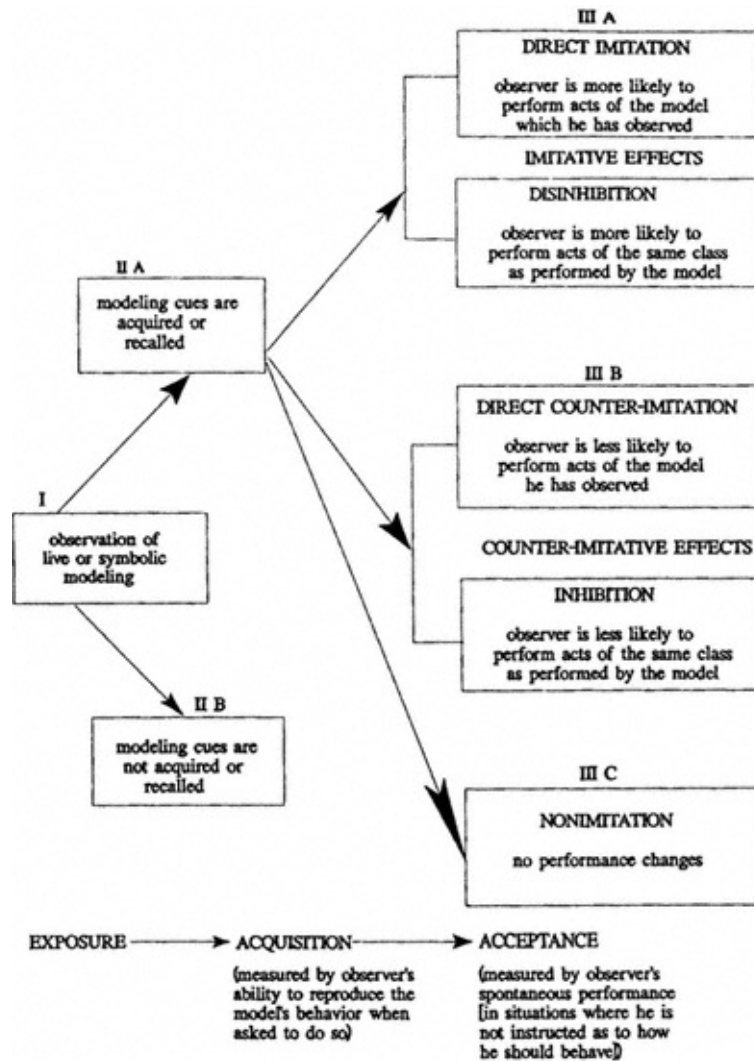 III A
DIRECT IMITATION
observer is more likely to
perform acts of the model
which he has observed
IMITATIVE EFFECTS
DISINHIBITION
observer is more likely to
perform acts of the same class
as performed by the model
II A
modeling cues are
acquired or
recalled
III B
DIRECT COUNTER-IMITATION
observer is less likely to
perform acts of the model
he has observed
I
observation of
live or symbolic
modeling
COUNTER-IMITATIVE EFFECTS
INHIBITION
observer is less likely to
perform acts of the same class
as performed by the model
II B
modeling cues are
not acquired or
recalled
III C
NONIMITATION
no performance changes
EXPOSURE
ACQUISITION
(measured by observer's
ability to reproduce the
model's behavior when
asked to do so)
ACCEPTANCE
(measured by observer's
spontaneous performance
[in situations where he is
not instructed as to how
he should behave])